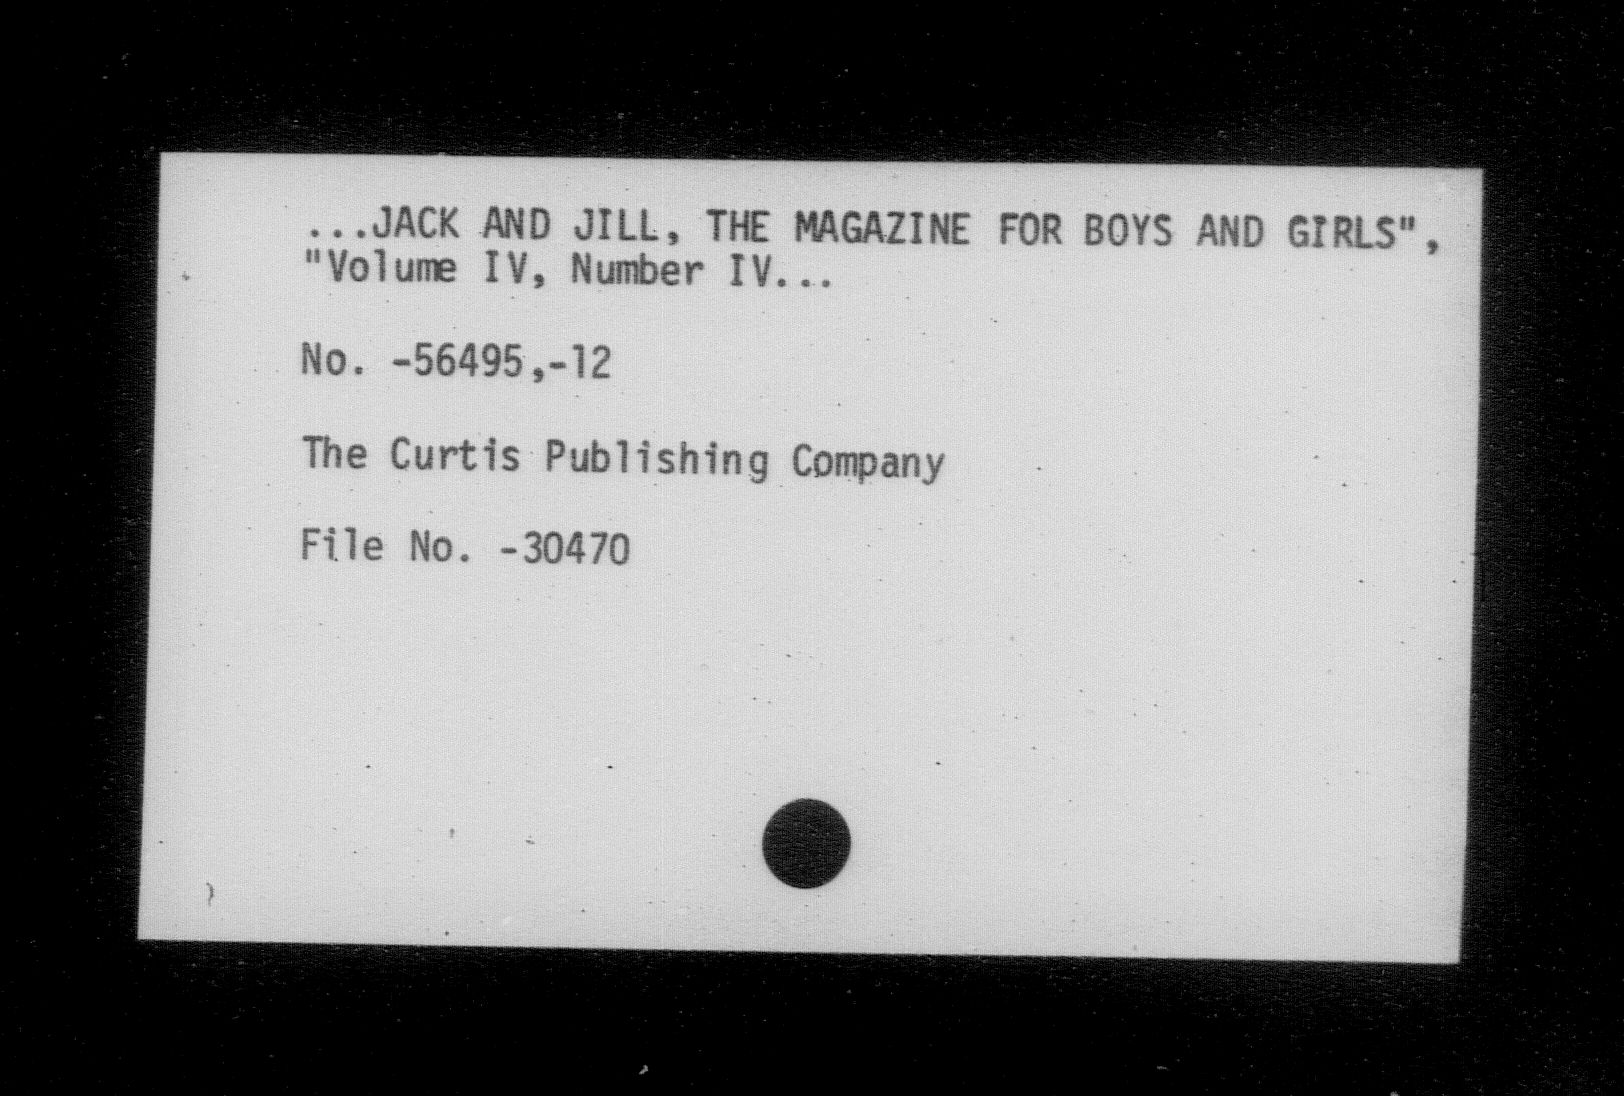 ...JACK AND JILL, THE MAGAZINE FOR BOYS AND GIRLS",
"Volume IV, Number IV...
No. -56495,-12
The Curtis Publishing Company
File No. -30470